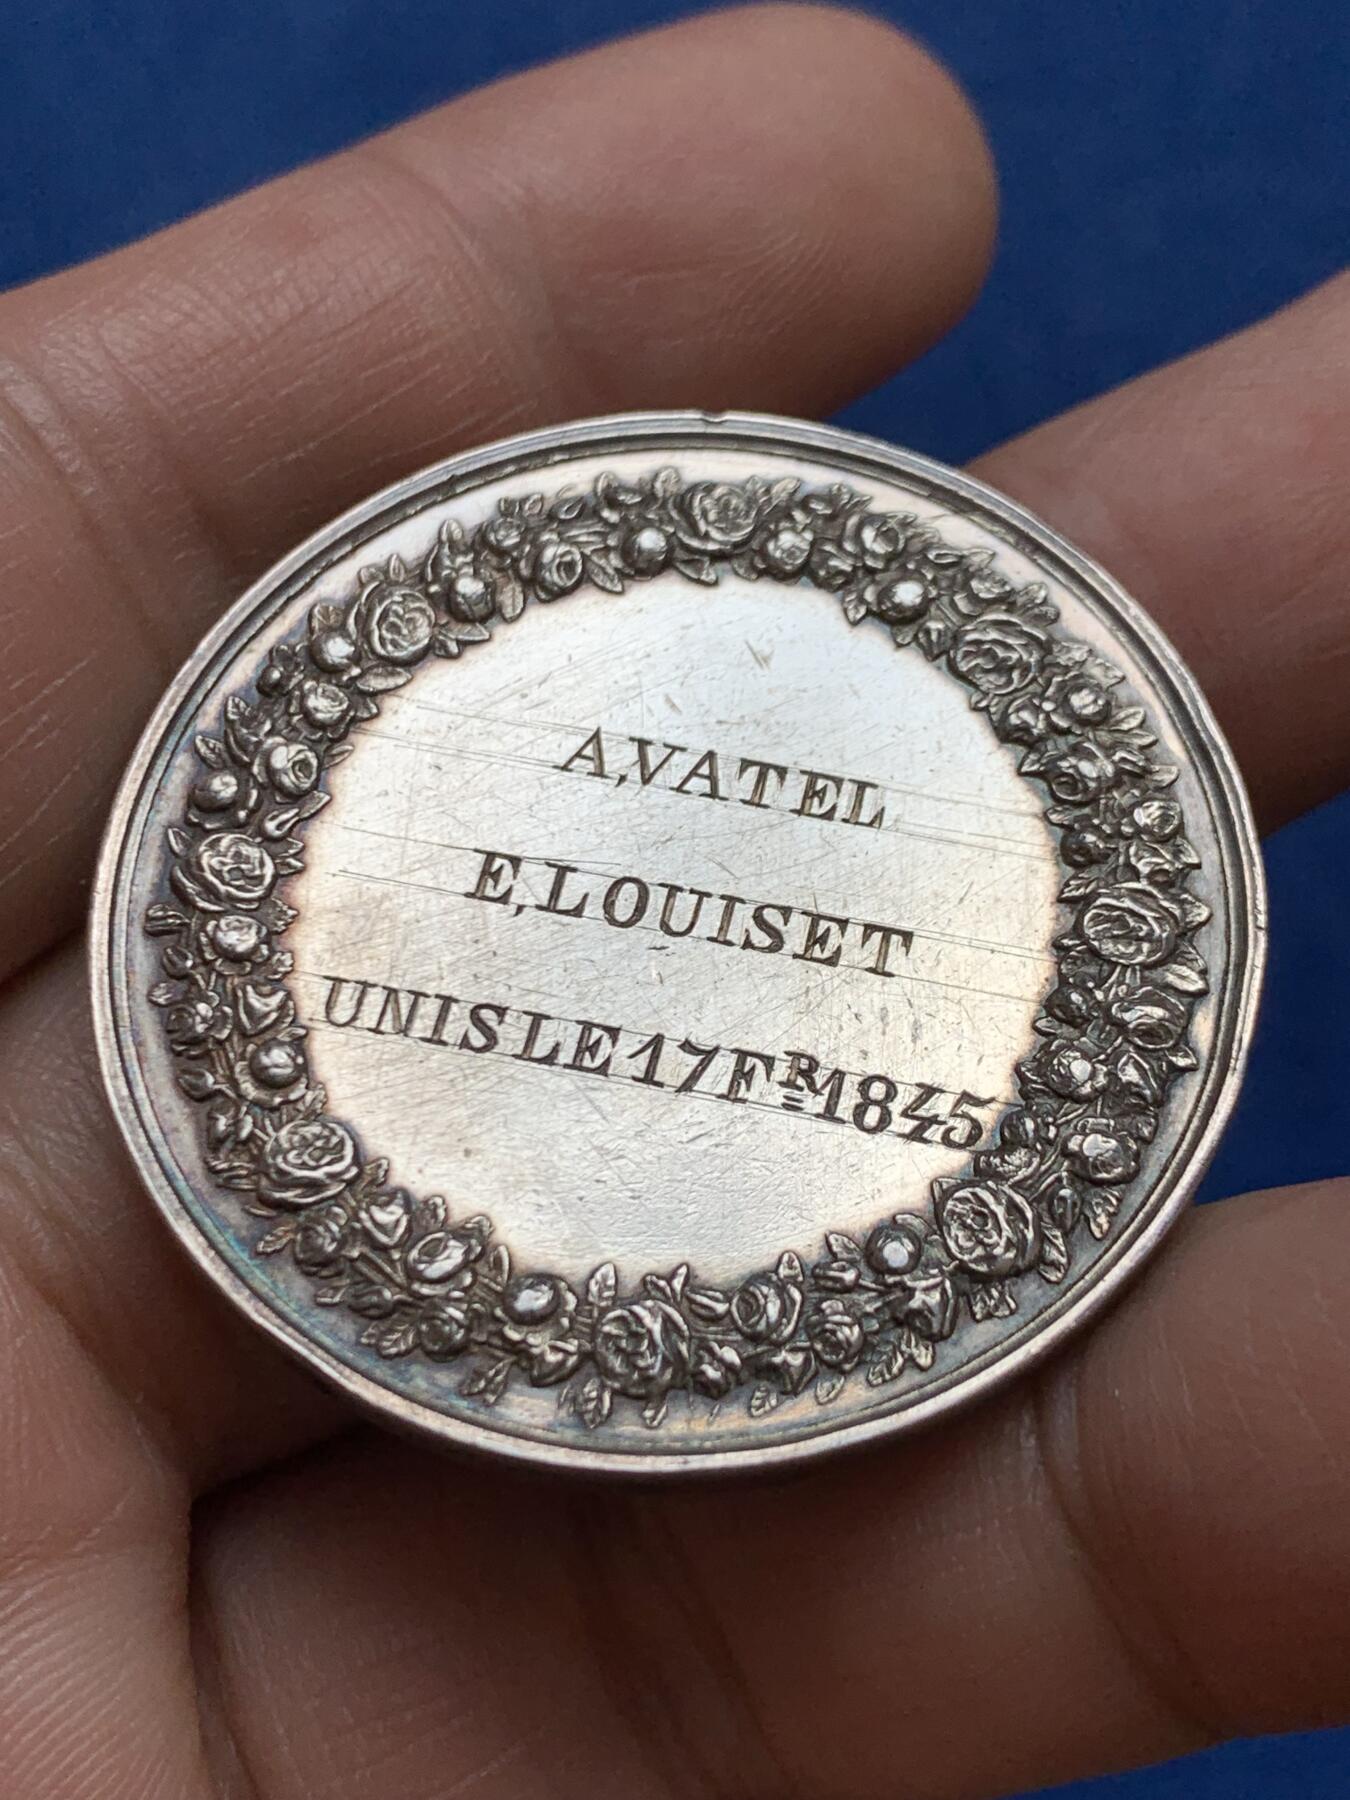 A,VATEL
E,LOUISET
UNIS LE 17 FR 1845